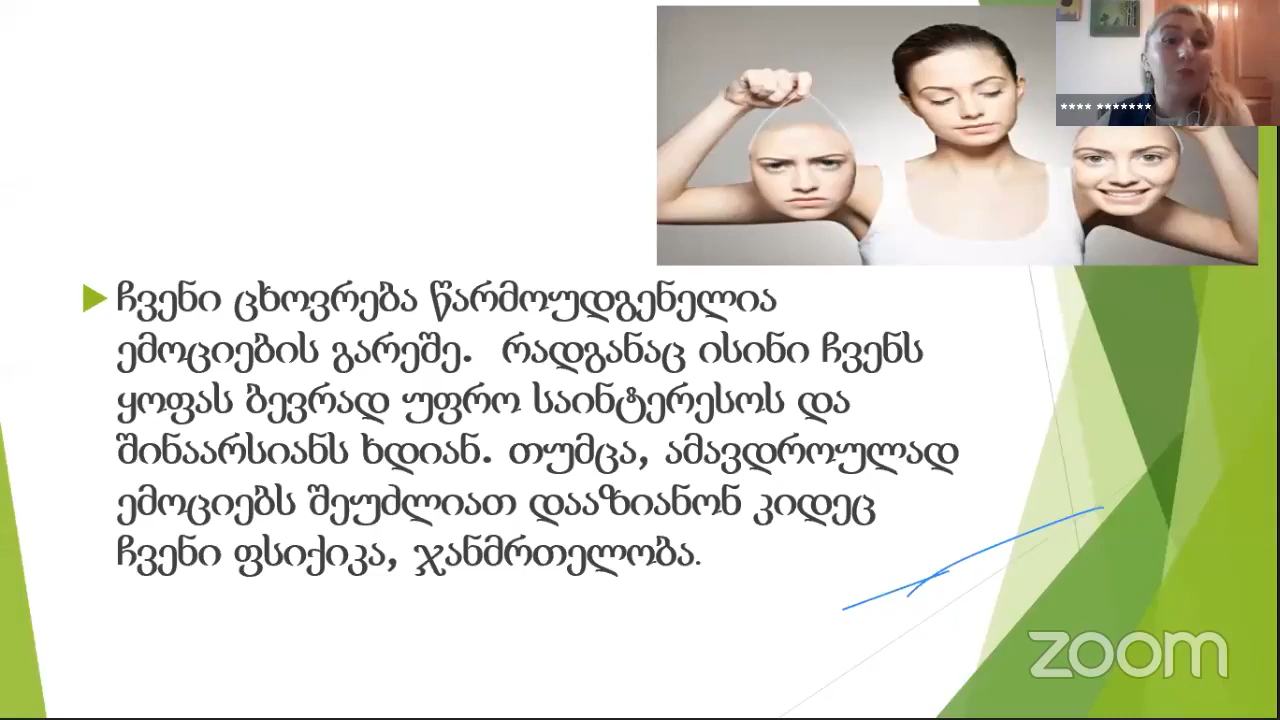 **** *******
ჩვენი ცხოვრება წარმოუდგენელია
ემოციების გარეშე. რადგანაც ისინი ჩვენს
ყოფას ბევრად უფრო საინტერესოს და
შინაარსიანს ხდიან. თუმცა, ამავდროულად
ემოციებს შეუძლიათ დააზიანონ კიდეც
ჩვენი ფსიქიკა, ჯანმრთელობა.
zoom